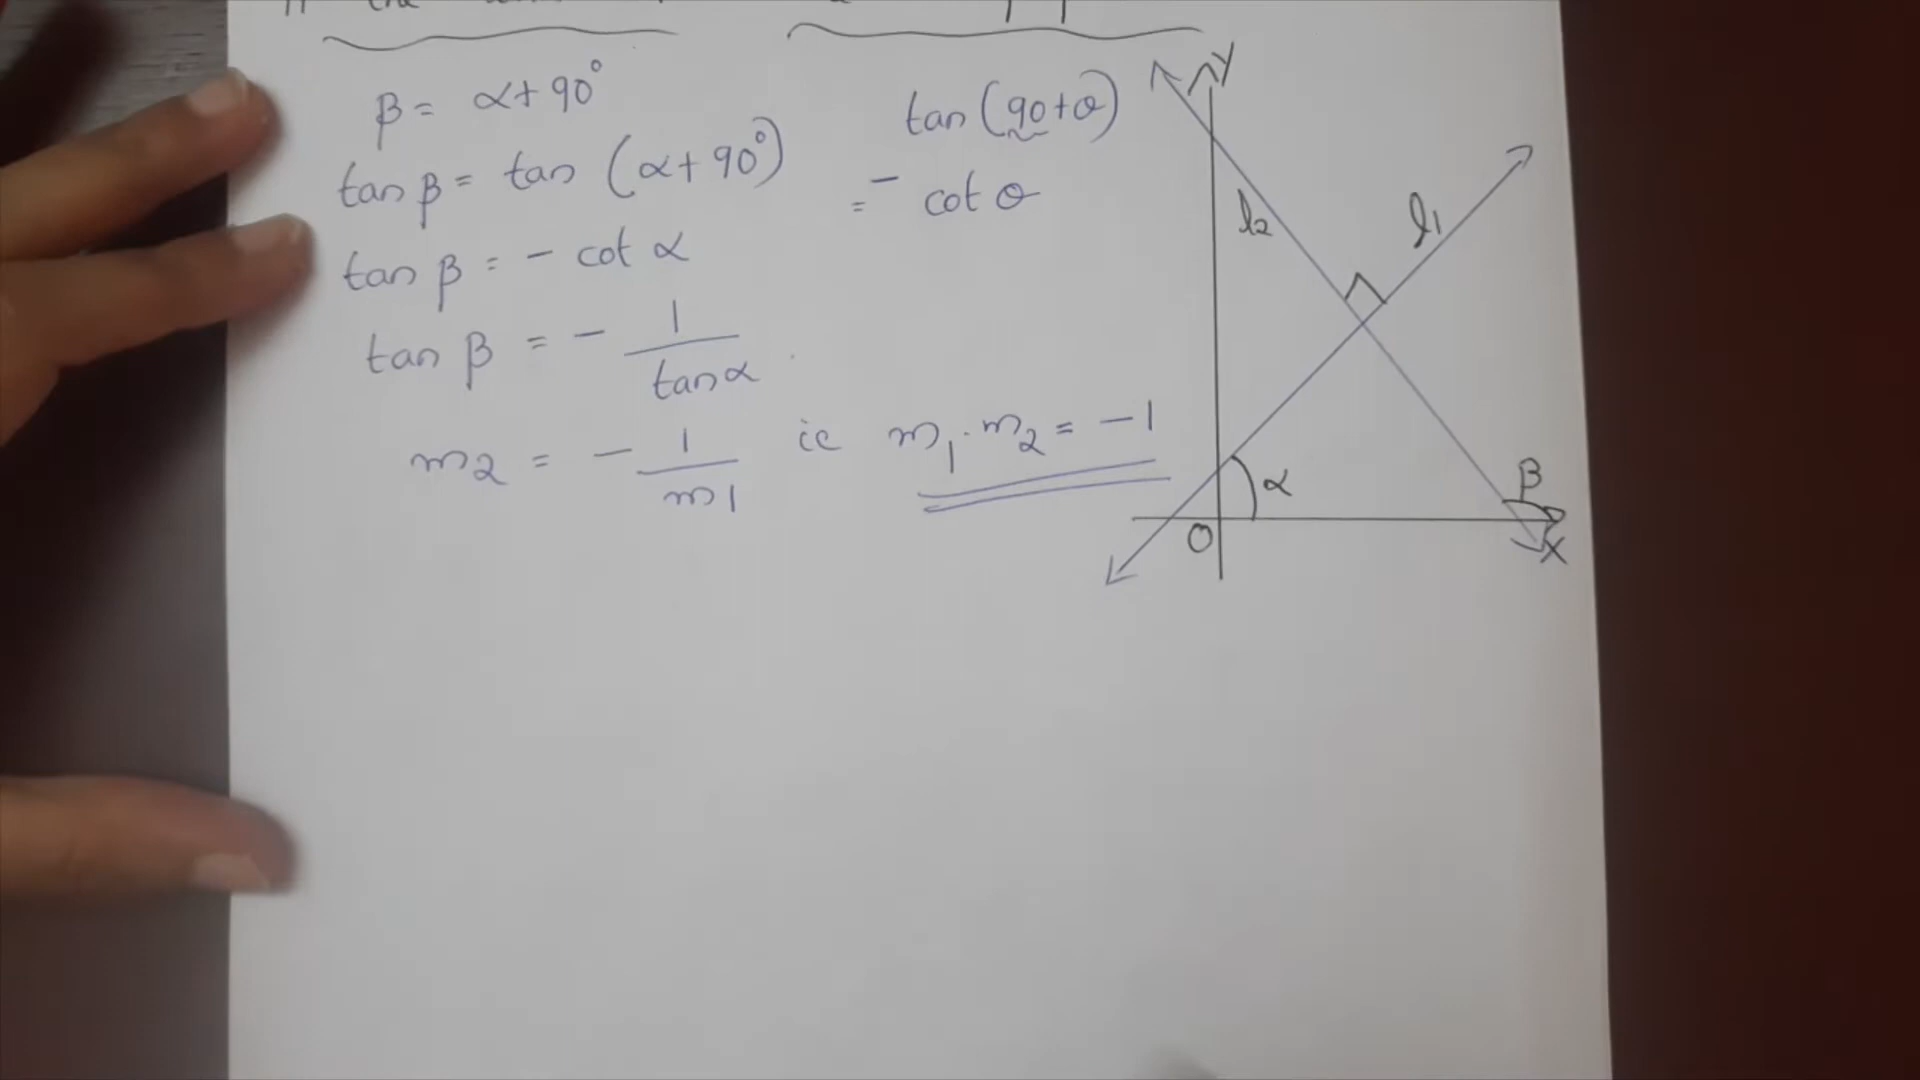 β = α + 90°
tan β = tan (α + 90°)
tan β = - cot α
tan β = - 1/tan α
m2 = - 1/m1 ie m1 . m2 = -1
tan (90 + θ)
= - cot θ
Y
l2
l1
α
β
O
X